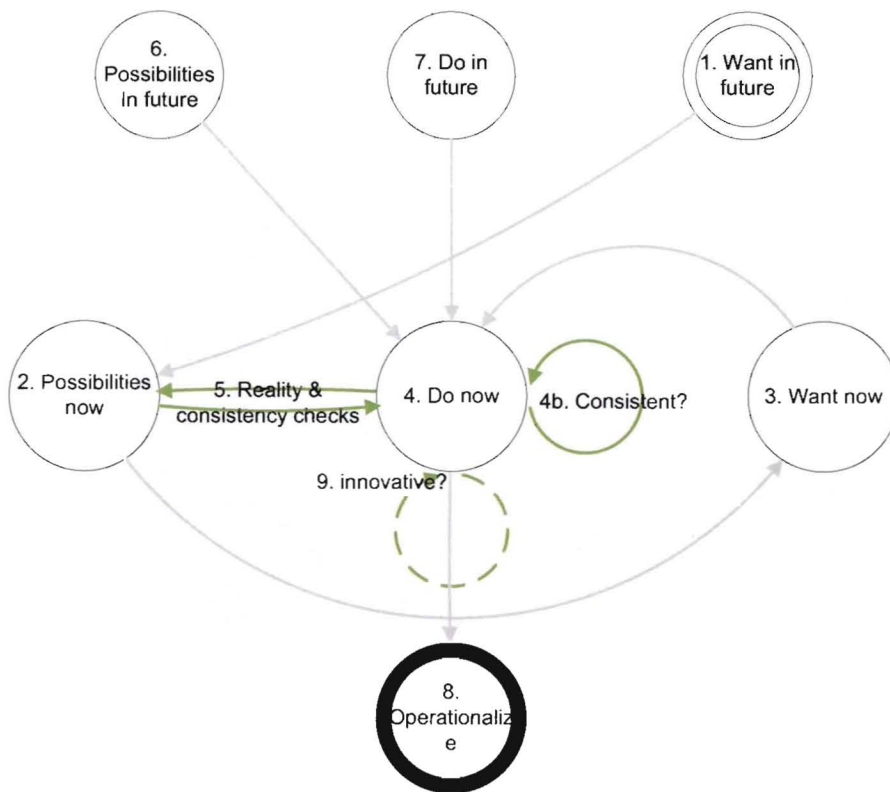 6.
Possibilities
In future
7. Do in
future
1. Want in
future
2. Possibilities
now
5. Reality &
consistency checks
4. Do now
4b. Consistent?
3. Want now
9. innovative?
8.
Operationaliz
e